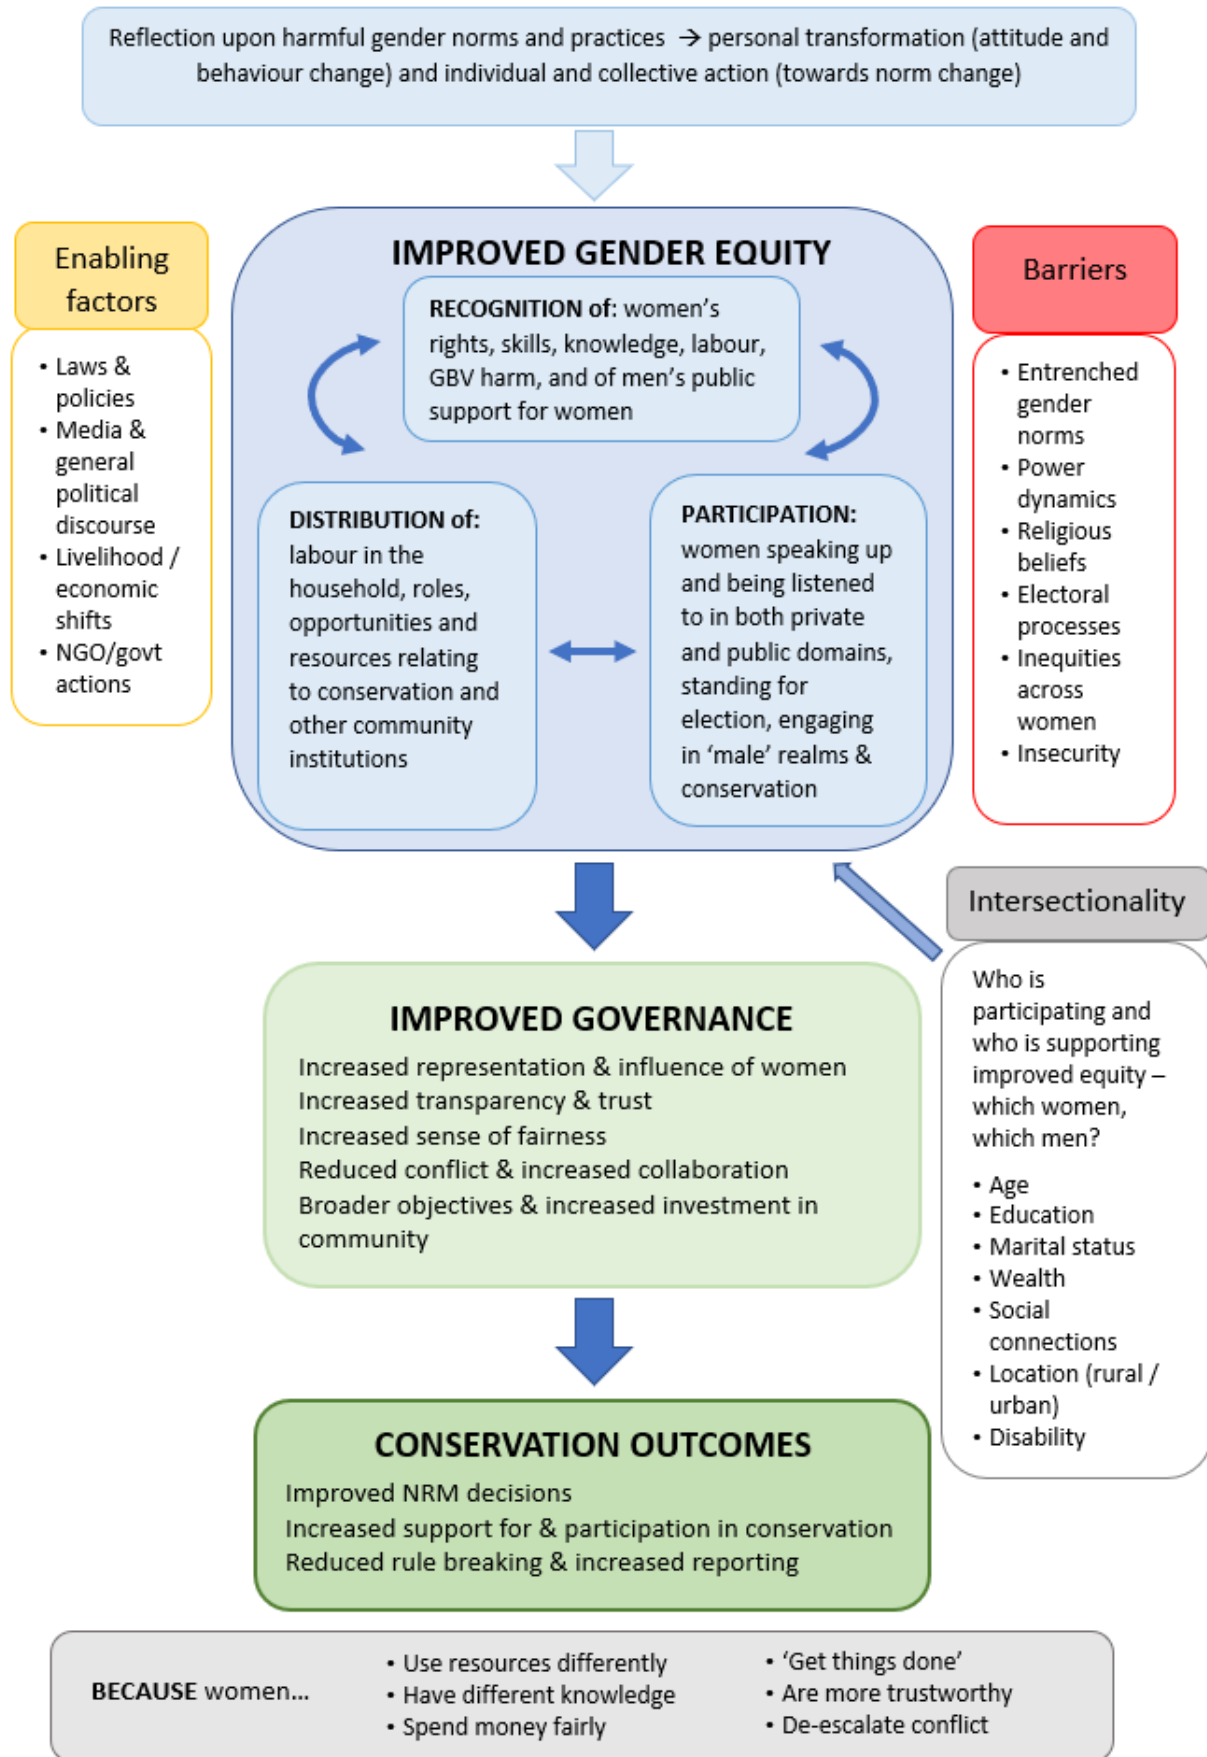 Reflection upon harmful gender norms and practices → personal transformation (attitude and
behaviour change) and individual and collective action (towards norm change)
Enabling
factors
• Laws &
policies
• Media &
general
political
discourse
• Livelihood /
economic
shifts
• NGO/govt
actions
IMPROVED GENDER EQUITY
RECOGNITION of: women's
rights, skills, knowledge, labour,
GBV harm, and of men's public
support for women
DISTRIBUTION of:
labour in the
household, roles,
opportunities and
resources relating
to conservation and
other community
institutions
PARTICIPATION:
women speaking up
and being listened
to in both private
and public domains,
standing for
election, engaging
in 'male' realms &
conservation
Barriers
• Entrenched
gender
norms
• Power
dynamics
• Religious
beliefs
• Electoral
processes
• Inequities
across
women
• Insecurity
Intersectionality
Who is
participating and
who is supporting
improved equity –
which women,
which men?
• Age
• Education
• Marital status
• Wealth
• Social
connections
• Location (rural /
urban)
• Disability
IMPROVED GOVERNANCE
Increased representation & influence of women
Increased transparency & trust
Increased sense of fairness
Reduced conflict & increased collaboration
Broader objectives & increased investment in
community
CONSERVATION OUTCOMES
Improved NRM decisions
Increased support for & participation in conservation
Reduced rule breaking & increased reporting
BECAUSE women...
• Use resources differently
• Have different knowledge
• Spend money fairly
• 'Get things done'
• Are more trustworthy
• De-escalate conflict